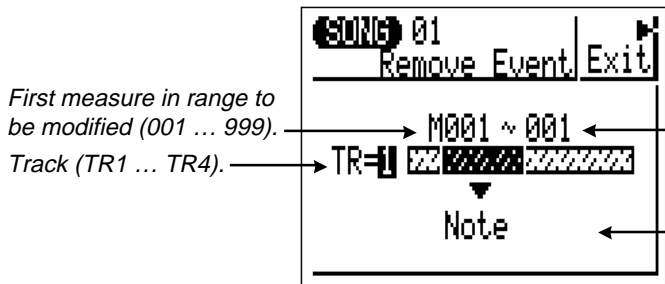 SONG 01
Remove Event Exit
First measure in range to
be modified (001 … 999).
M001 ~ 001
Track (TR1 … TR4).
TR=1
Note